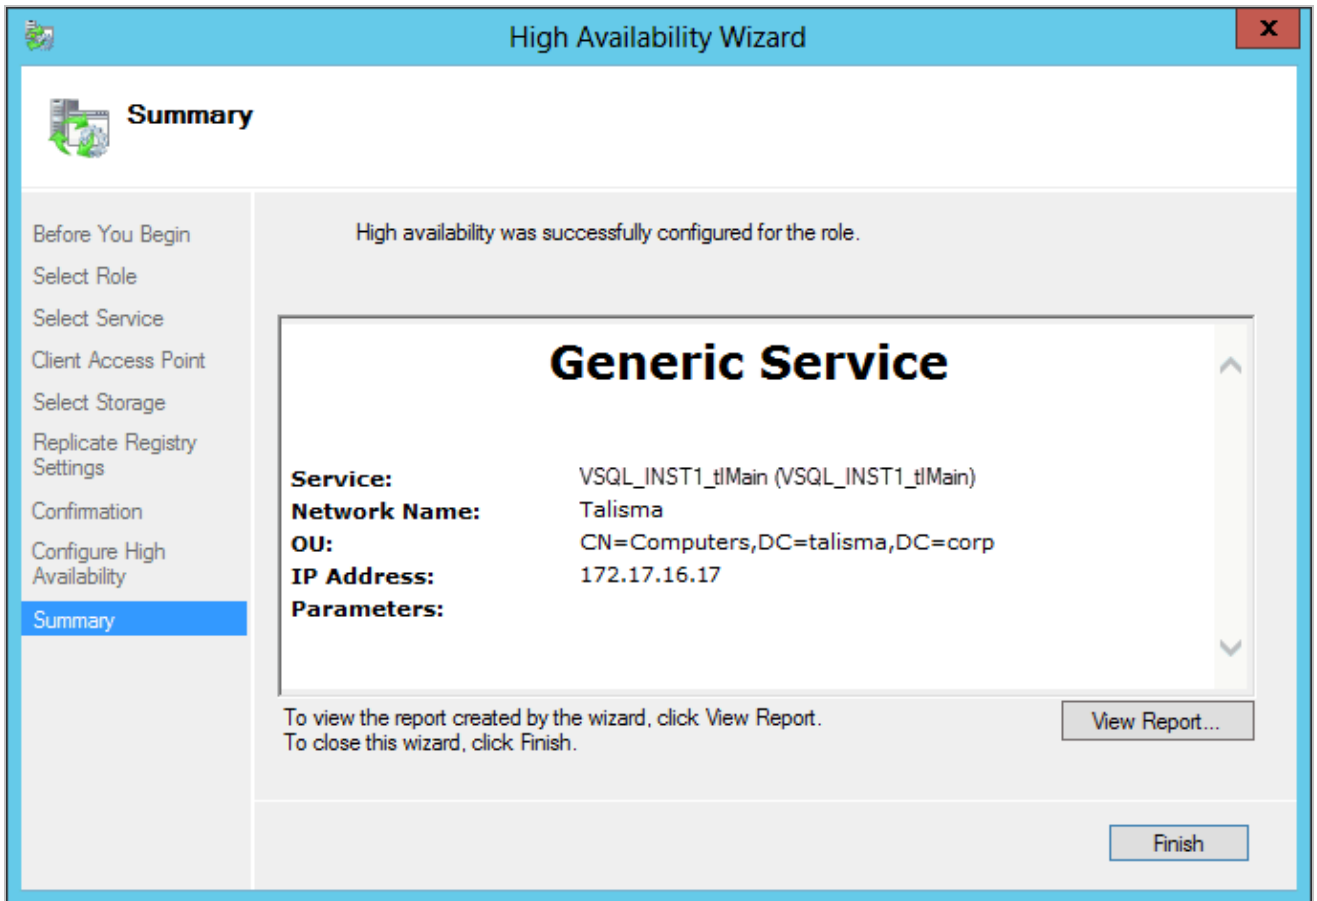 High Availability Wizard
x
Summary
Before You Begin
Select Role
Select Service
Client Access Point
Select Storage
Replicate Registry
Settings
Confirmation
Configure High
Availability
Summary
High availability was successfully configured for the role.
Generic Service
Service: VSQL_INST1_tlMain (VSQL_INST1_tlMain)
Network Name: Talisma
OU: CN=Computers,DC=talisma,DC=corp
IP Address: 172.17.16.17
Parameters:
To view the report created by the wizard, click View Report.
To close this wizard, click Finish.
View Report...
Finish